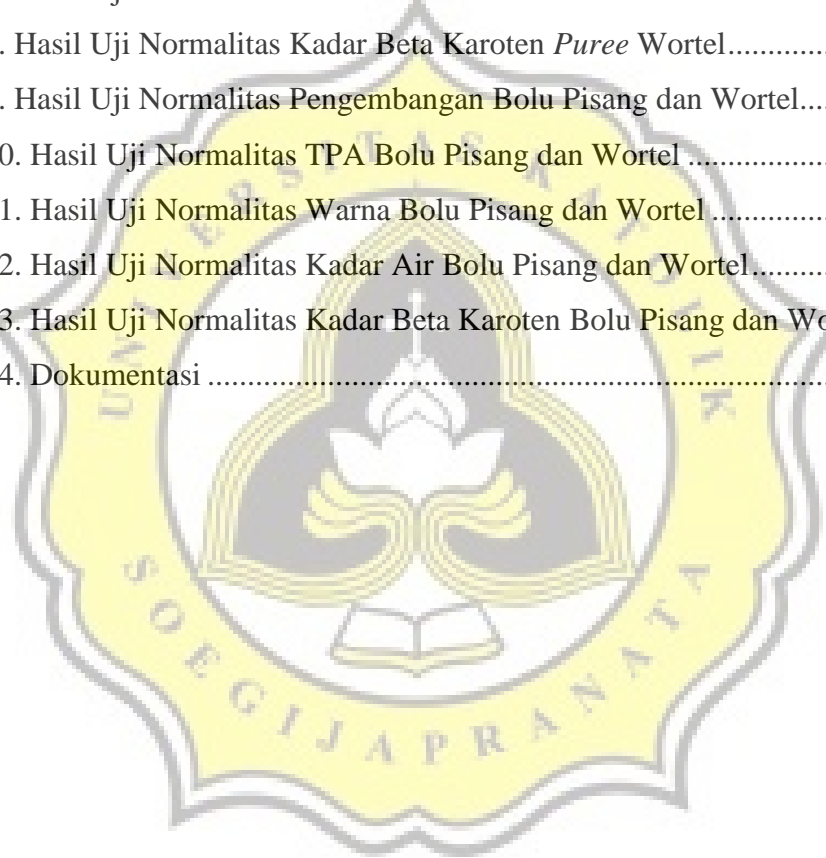 . Hasil Uji Normalitas Kadar Beta Karoten Puree Wortel.............
. Hasil Uji Normalitas Pengembangan Bolu Pisang dan Wortel....
0. Hasil Uji Normalitas TPA Bolu Pisang dan Wortel ................
1. Hasil Uji Normalitas Warna Bolu Pisang dan Wortel .............
2. Hasil Uji Normalitas Kadar Air Bolu Pisang dan Wortel.........
3. Hasil Uji Normalitas Kadar Beta Karoten Bolu Pisang dan Wo
4. Dokumentasi ...................................................................
UNIVERSITAS KATOLIK
SOEGIJAPRANATA